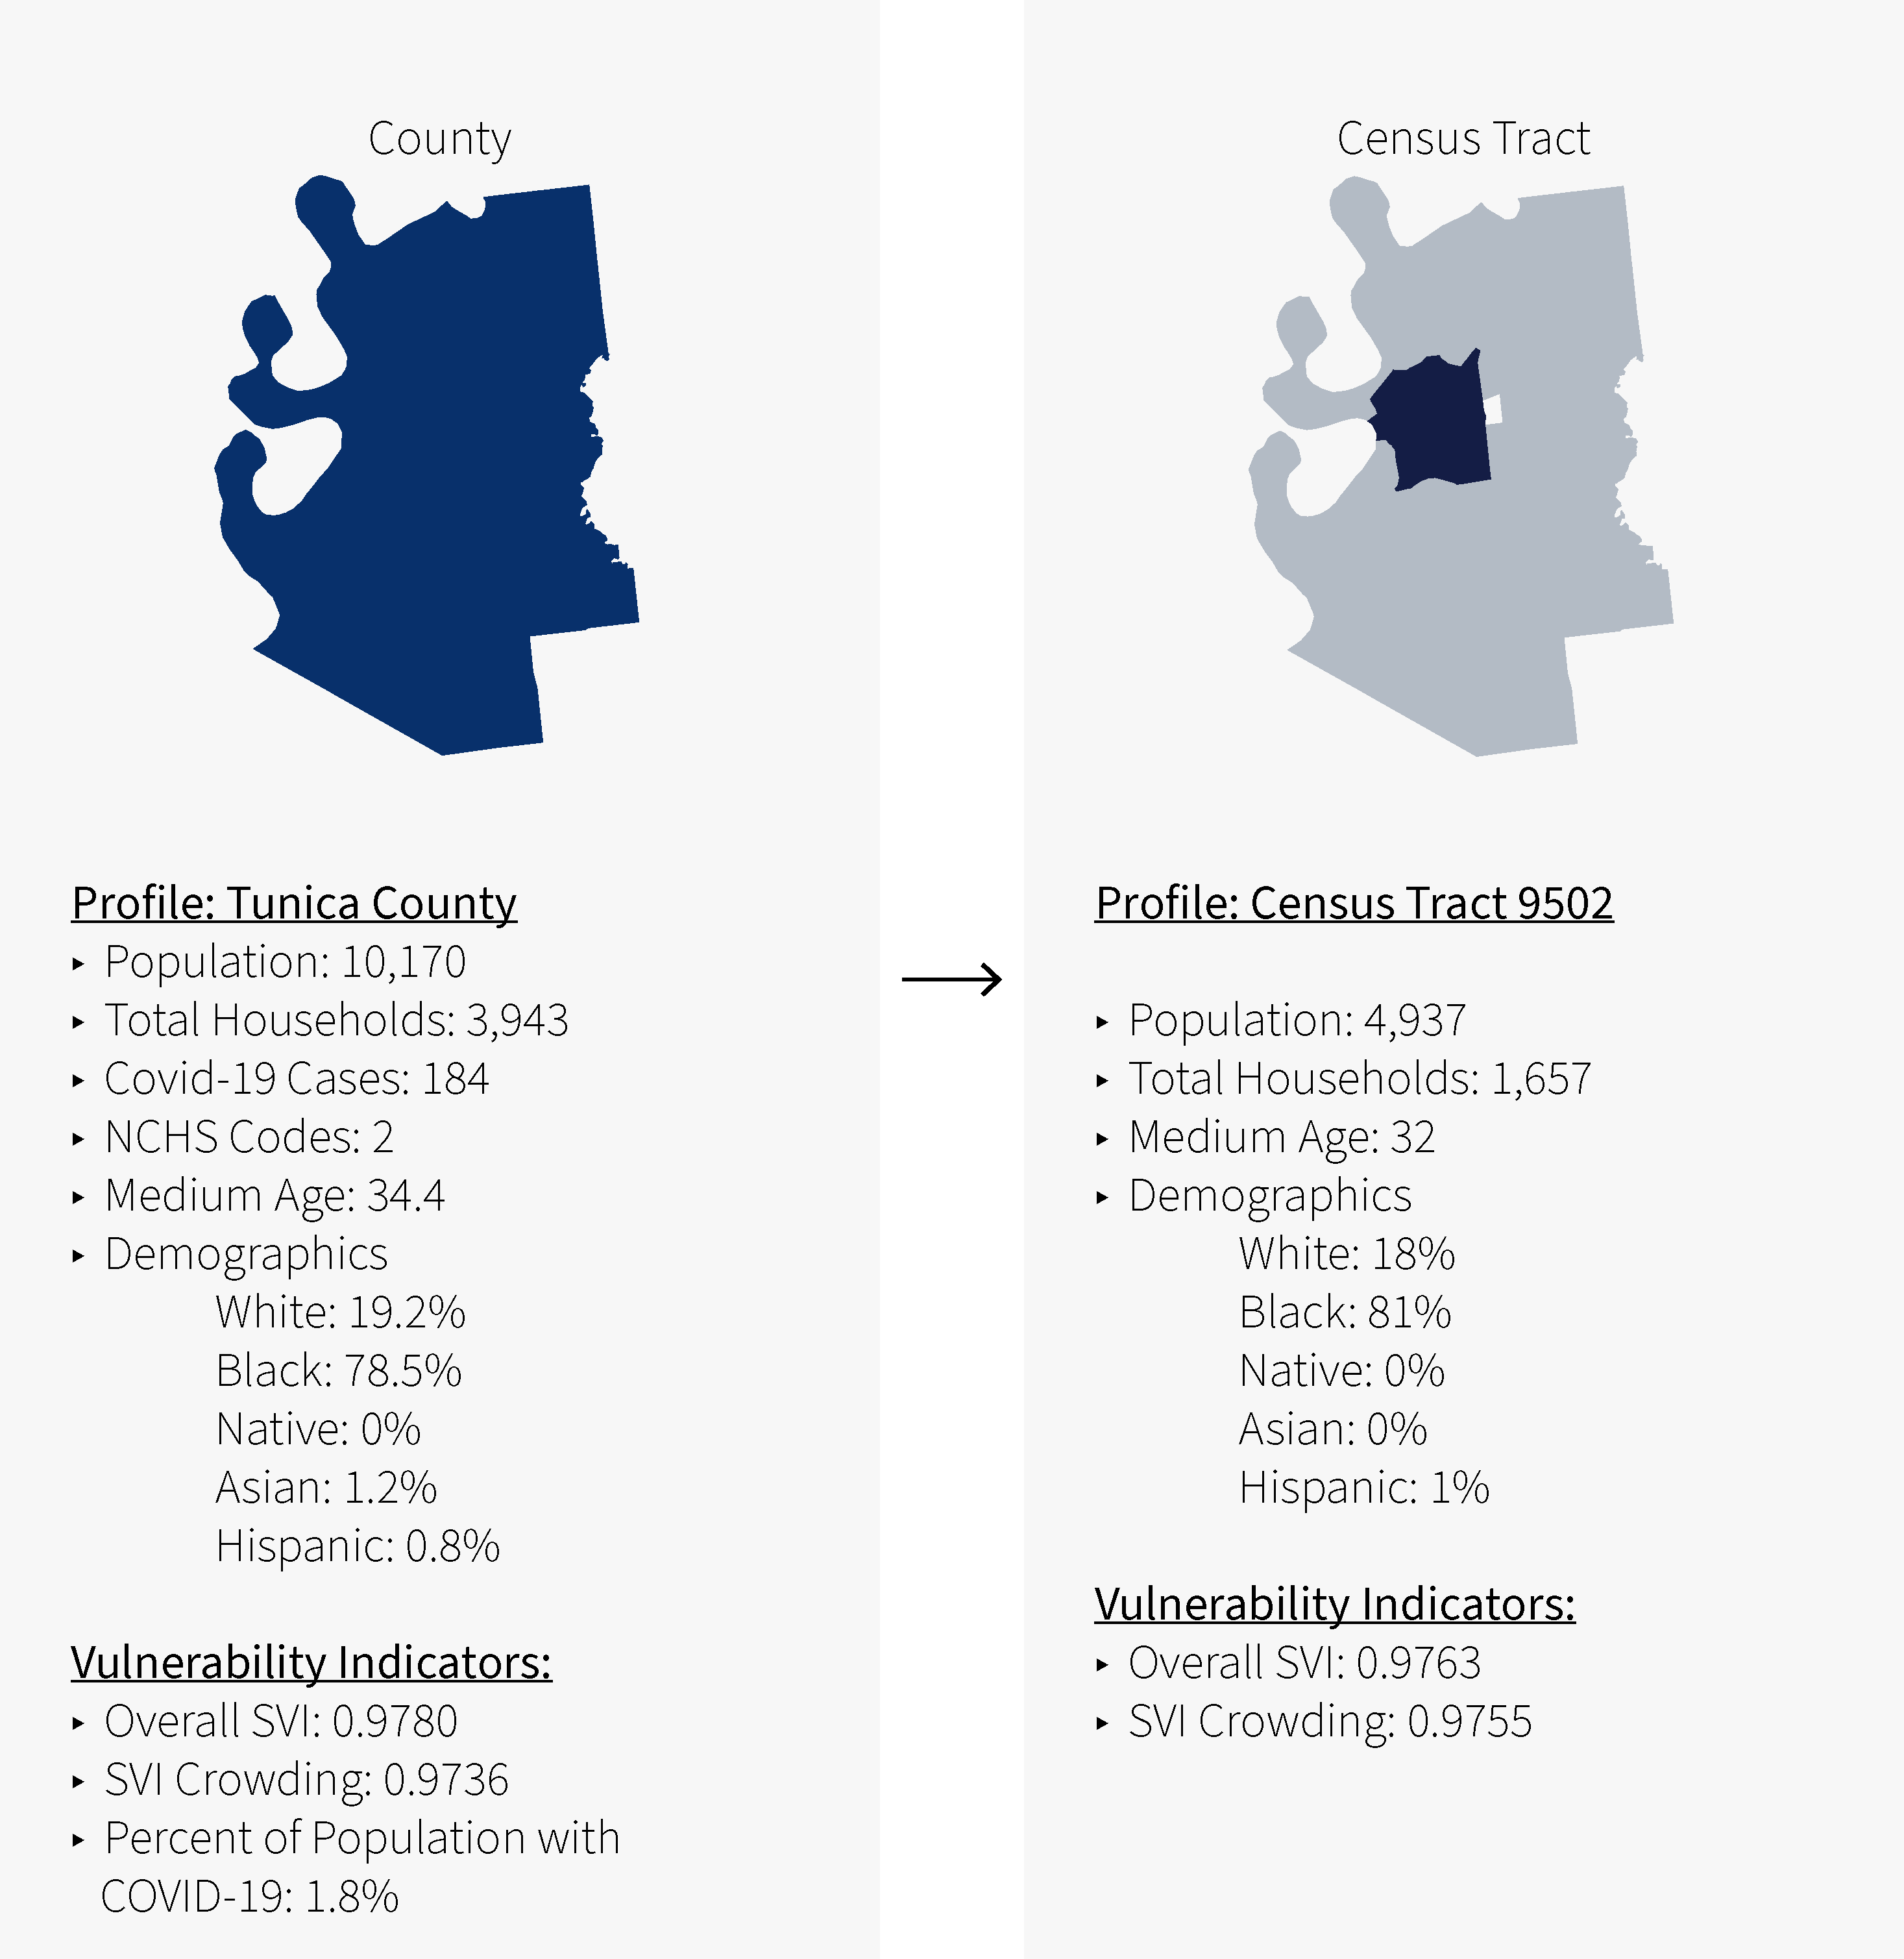 County
Profile: Tunica County
‣ Population: 10,170
‣ Total Households: 3,943
‣ Covid-19 Cases: 184
‣ NCHS Codes: 2
‣ Medium Age: 34.4
‣ Demographics
White: 19.2%
Black: 78.5%
Native: 0%
Asian: 1.2%
Hispanic: 0.8%
Vulnerability Indicators:
‣ Overall SVI: 0.9780
‣ SVI Crowding: 0.9736
‣ Percent of Population with
COVID-19: 1.8%
Census Tract
Profile: Census Tract 9502
‣ Population: 4,937
‣ Total Households: 1,657
‣ Medium Age: 32
‣ Demographics
White: 18%
Black: 81%
Native: 0%
Asian: 0%
Hispanic: 1%
Vulnerability Indicators:
‣ Overall SVI: 0.9763
‣ SVI Crowding: 0.9755